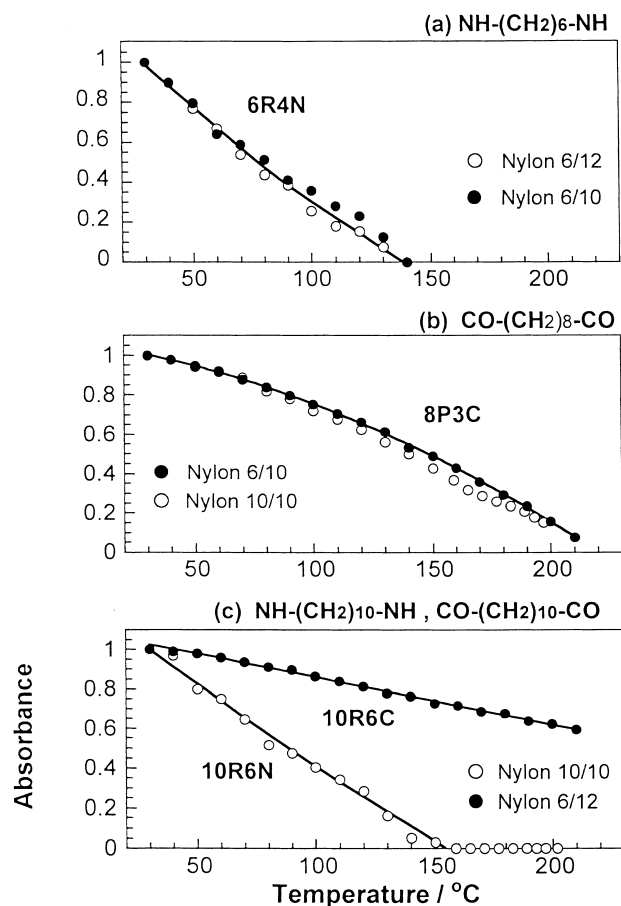 (a) NH-(CH2)6-NH
1
0.8
0.6
0.4
0.2
0
6R4N
○ Nylon 6/12
● Nylon 6/10
50 100 150 200
(b) CO-(CH2)8-CO
1
0.8
0.6
0.4
0.2
0
8P3C
● Nylon 6/10
○ Nylon 10/10
50 100 150 200
(c) NH-(CH2)10-NH , CO-(CH2)10-CO
1
0.8
0.6
0.4
0.2
0
10R6C
10R6N
○ Nylon 10/10
● Nylon 6/12
50 100 150 200
Absorbance
Temperature / °C